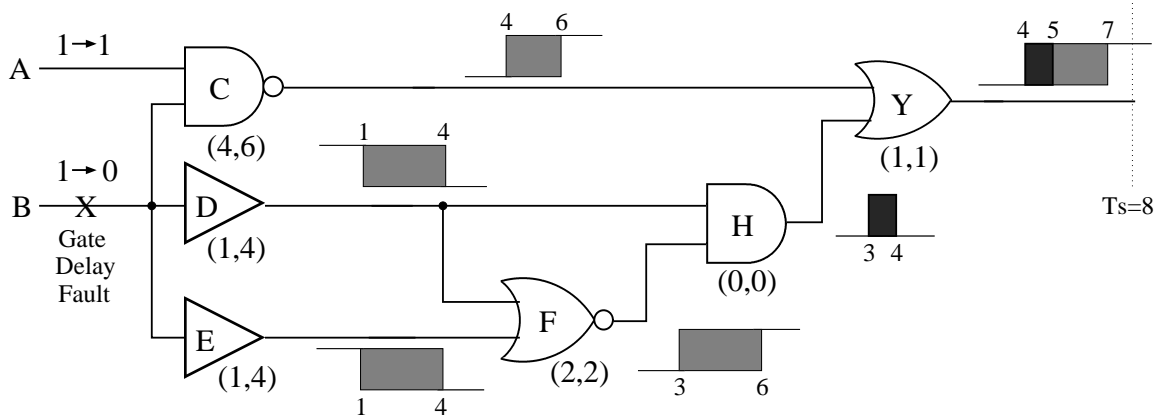 4 6
4 5 7
1→1
A
C
Y
(4,6)
(1,1)
1 4
1→0
B
X
D
H
Ts=8
Gate
Delay
Fault
(1,4)
3 4
(0,0)
E
F
(1,4)
(2,2)
1 4
3 6